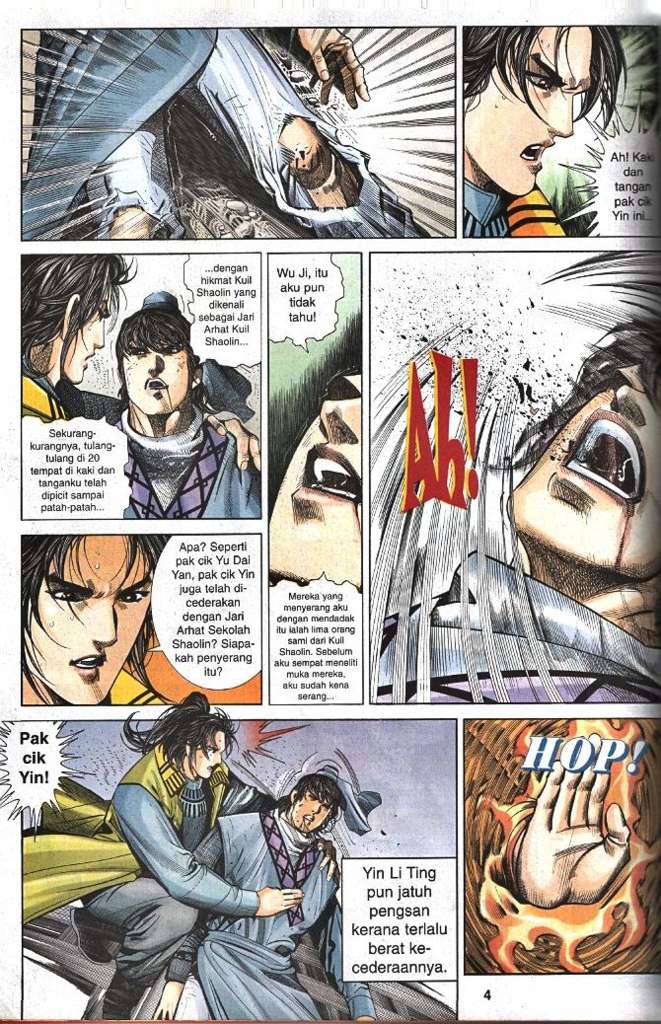 Ah! Kaki
dan
tangan
pak cik
Yin ini...
...dengan
hikmat Kuil
Shaolin yang
dikenali
sebagai Jari
Arhat Kuil
Shaolin...
Sekurang-
kurangnya, tulang-
tulang di 20
tempat di kaki dan
tanganku telah
dipicit sampai
patah-patah...
Wu Ji, itu
aku pun
tidak
tahu!
Mereka yang
menyerang aku
dengan mendadak
itu ialah lima orang
sami dari Kuil
Shaolin. Sebelum
aku sempat meneliti
muka mereka,
aku sudah kena
serang...
Ah!
Apa? Seperti
pak cik Yu Dai
Yan, pak cik Yin
juga telah di-
cederakan
dengan Jari
Arhat Sekolah
Shaolin? Siapa-
kah penyerang
itu?
Pak
cik
Yin!
Yin Li Ting
pun jatuh
pengsan
kerana terlalu
berat ke-
cederaannya.
HOP!
4